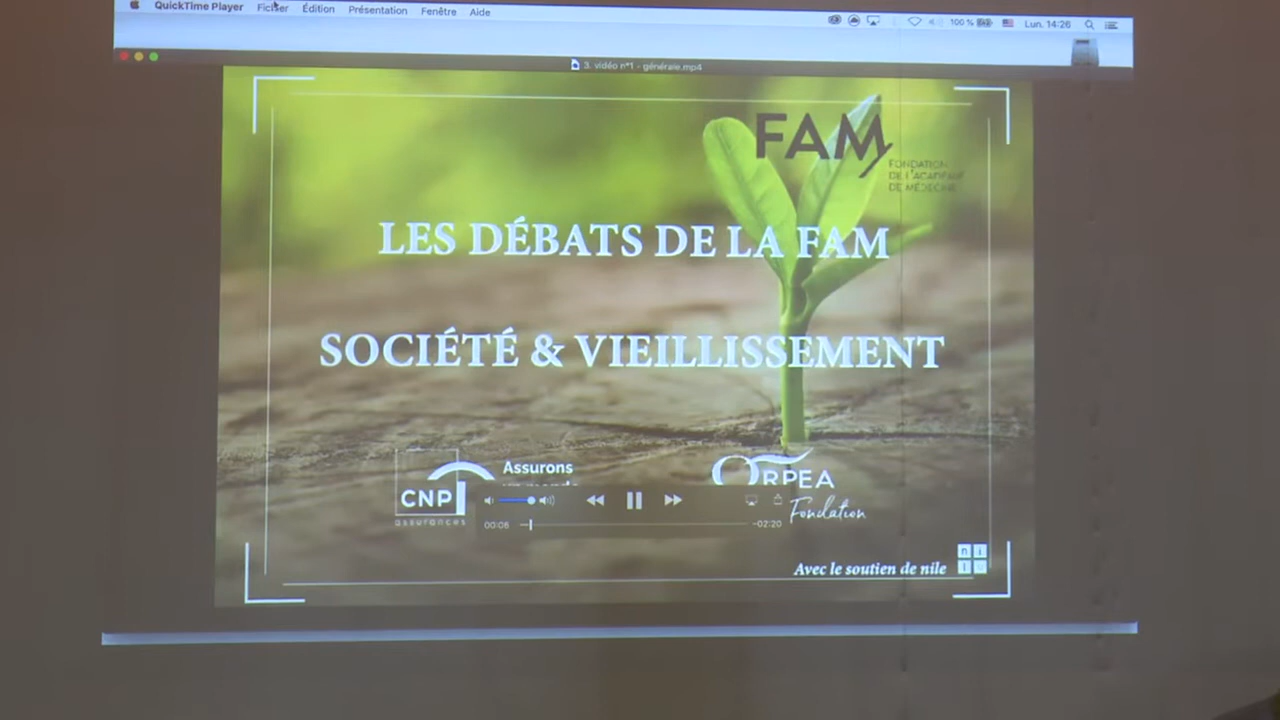 QuickTime Player Fichier Édition Présentation Fenêtre Aide
100 % Lun. 14:26
3. vidéo n°1 - générale.mp4
FAM
FONDATION
DE L'ACADÉMIE
DE MÉDECINE
LES DÉBATS DE LA FAM
SOCIÉTÉ & VIEILLISSEMENT
CNP
assurances
Assurons
ORPEA
Fondation
00:06
-02:20
Avec le soutien de nile